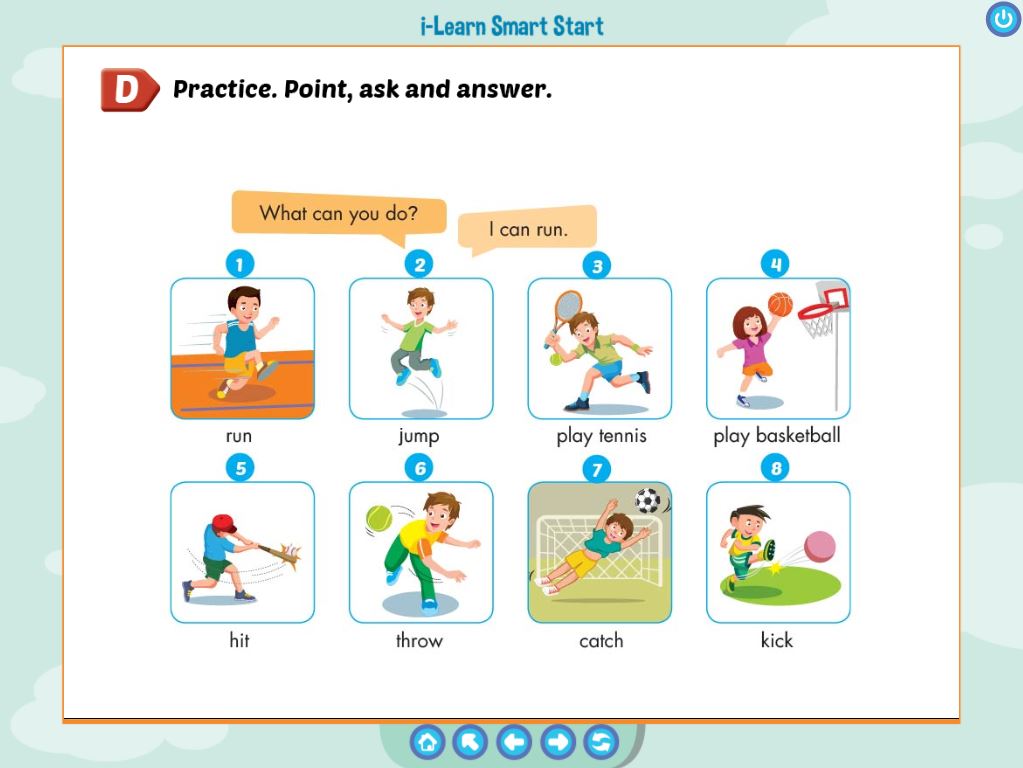 i-Learn Smart Start
D Practice. Point, ask and answer.
What can you do?
I can run.
1 2 3 4
run jump play tennis play basketball
5 6 7 8
hit throw catch kick